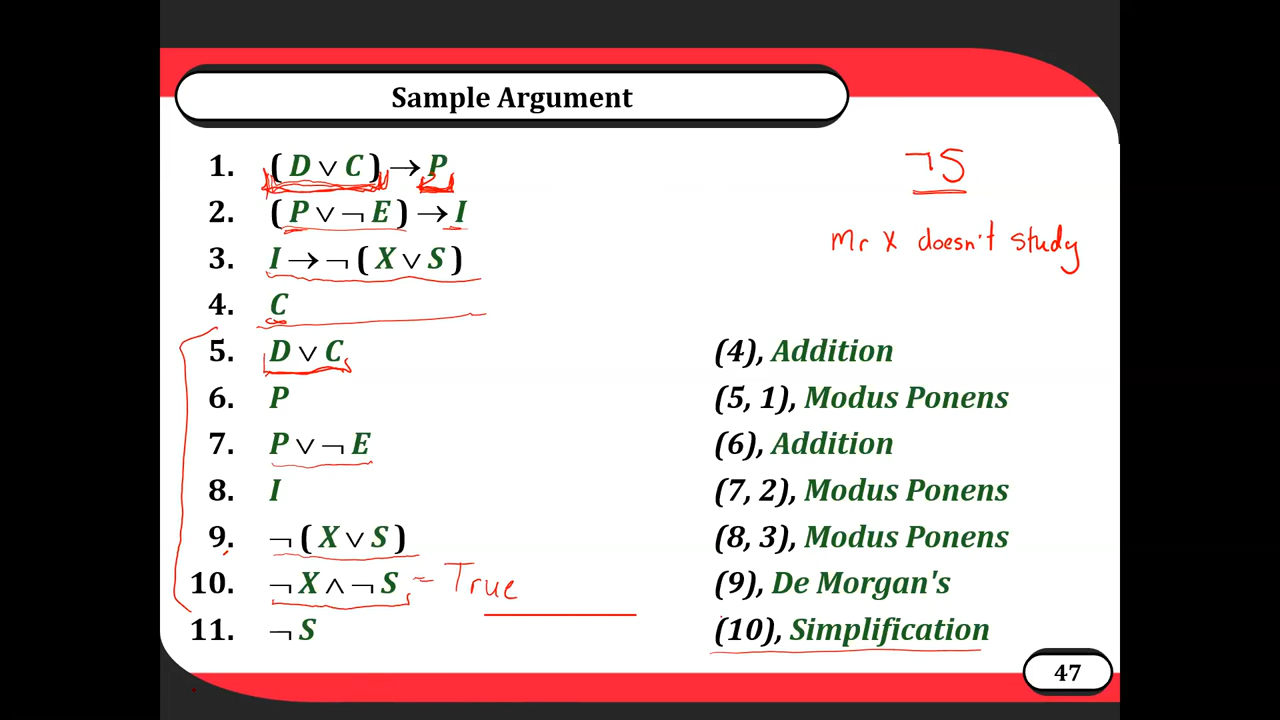 Sample Argument
1. ( D ∨ C ) → P
¬S
2. ( P ∨ ¬ E ) → I
Mr X doesn't study
3. I → ¬ ( X ∨ S )
4. C
5. D ∨ C (4), Addition
6. P (5, 1), Modus Ponens
7. P ∨ ¬ E (6), Addition
8. I (7, 2), Modus Ponens
9. ¬ ( X ∨ S ) (8, 3), Modus Ponens
10. ¬ X ∧ ¬ S = True (9), De Morgan's
11. ¬ S (10), Simplification
47